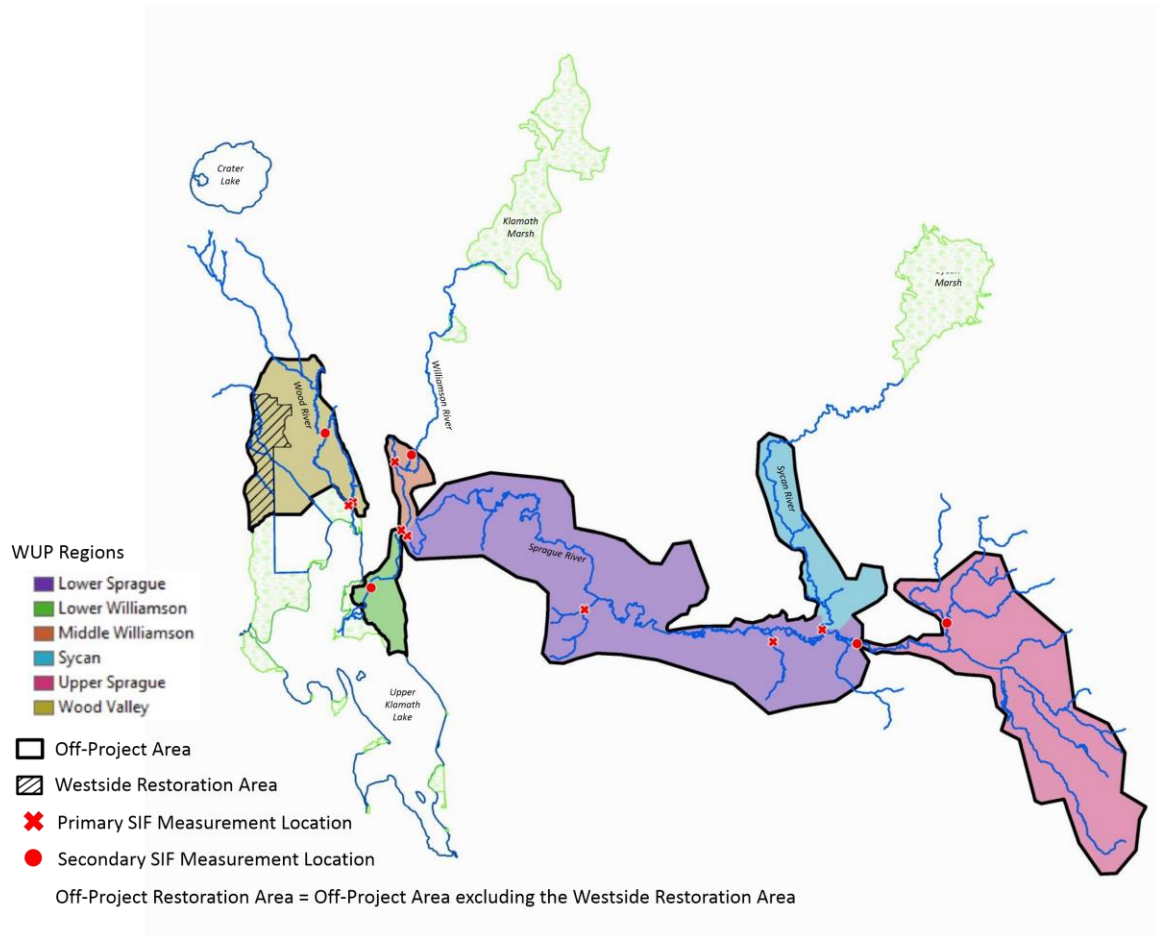 Crater
Lake
Klamath
Marsh
Marsh
Williamson River
Wood River
Sycan River
Sprague River
Upper
Klamath
Lake
WUP Regions
Lower Sprague
Lower Williamson
Middle Williamson
Sycan
Upper Sprague
Wood Valley
Off-Project Area
Westside Restoration Area
Primary SIF Measurement Location
Secondary SIF Measurement Location
Off-Project Restoration Area = Off-Project Area excluding the Westside Restoration Area